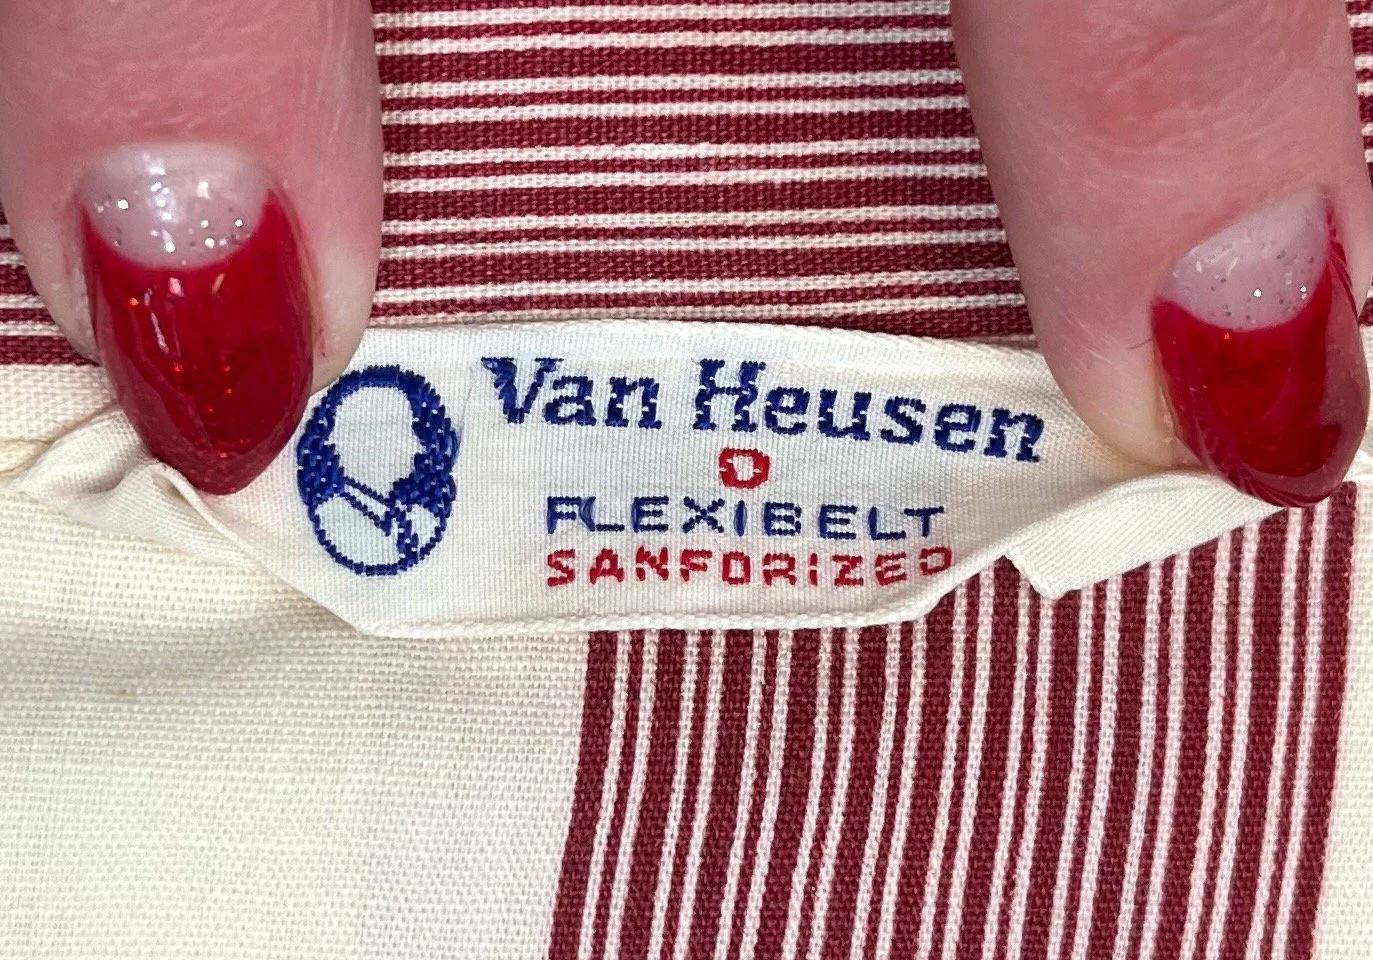 Van Heusen
D
FLEXIBELT
SANFORIZED